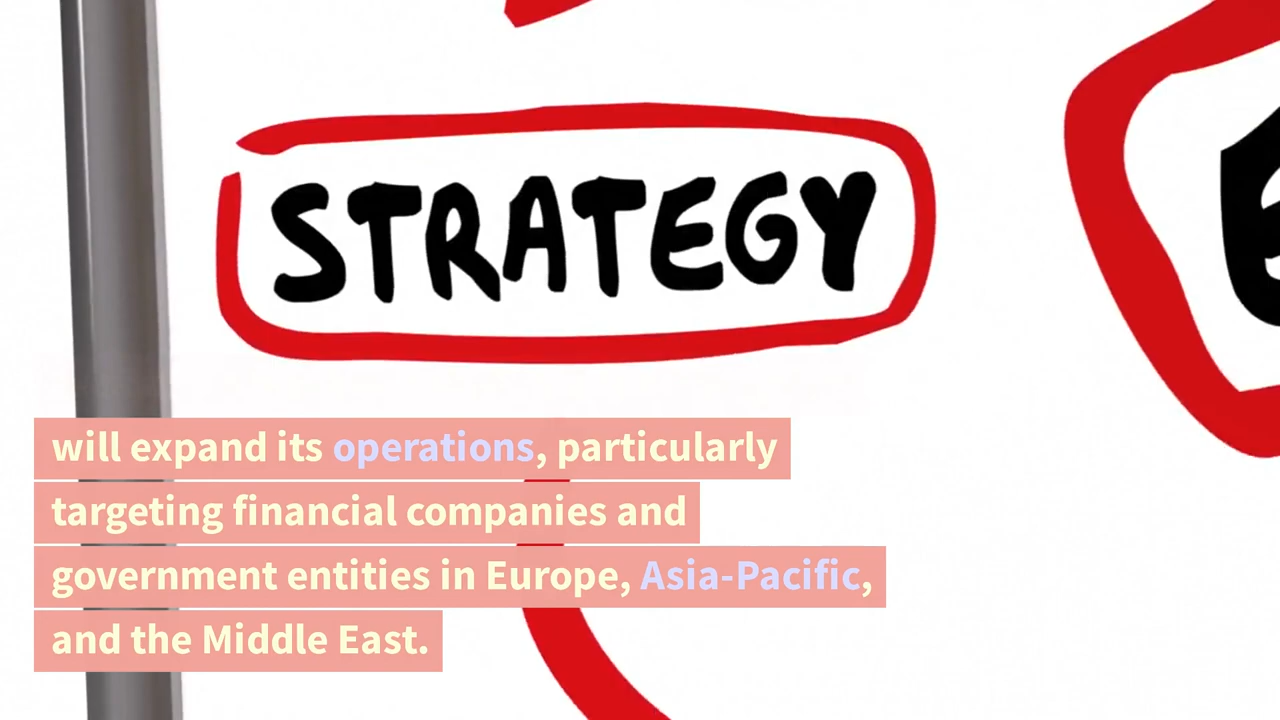 STRATEGY
will expand its operations, particularly
targeting financial companies and
government entities in Europe, Asia-Pacific,
and the Middle East.